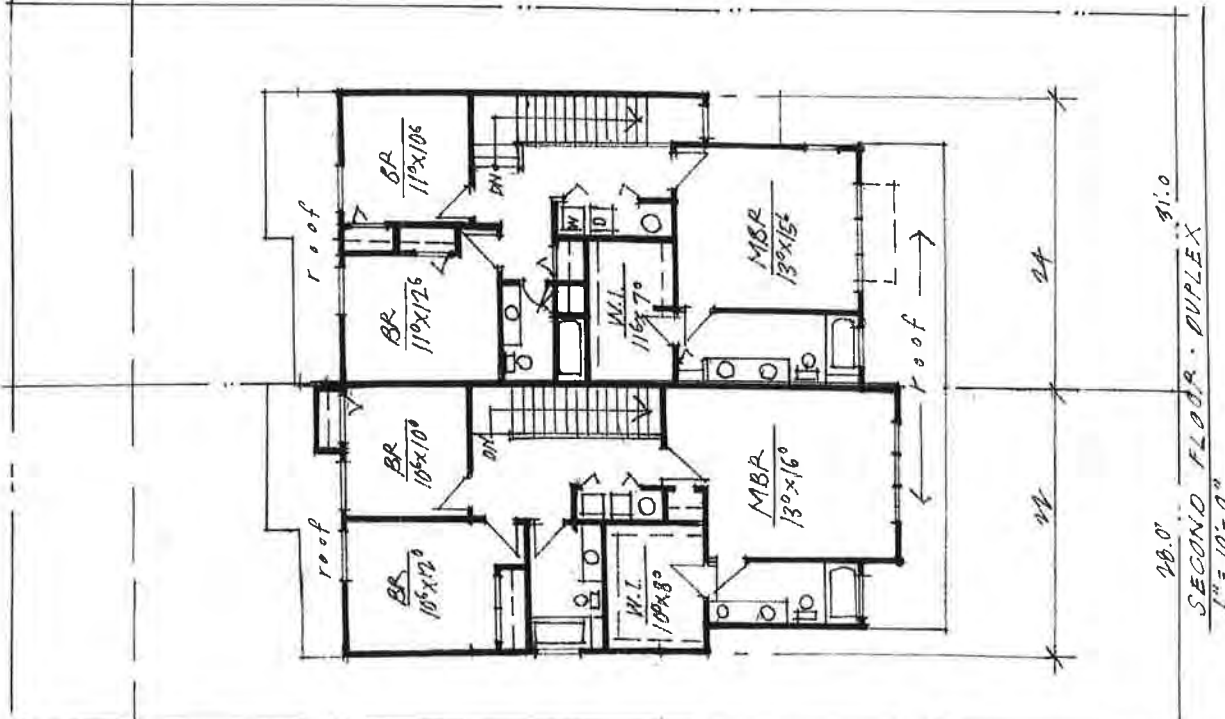 roof
BR
11⁰x10⁶
DN
BR
11⁰x12⁶
W
D
W.I.
11⁶x7⁰
MBR
13⁰x15⁶
roof
roof
BR
10⁶x10⁰
DN
BR
10⁶x12⁰
W.I.
10⁰x8⁰
MBR
13⁰x16⁰
24
31'.0
28.0'
SECOND FLOOR · DUPLEX
1" = 10'-0"